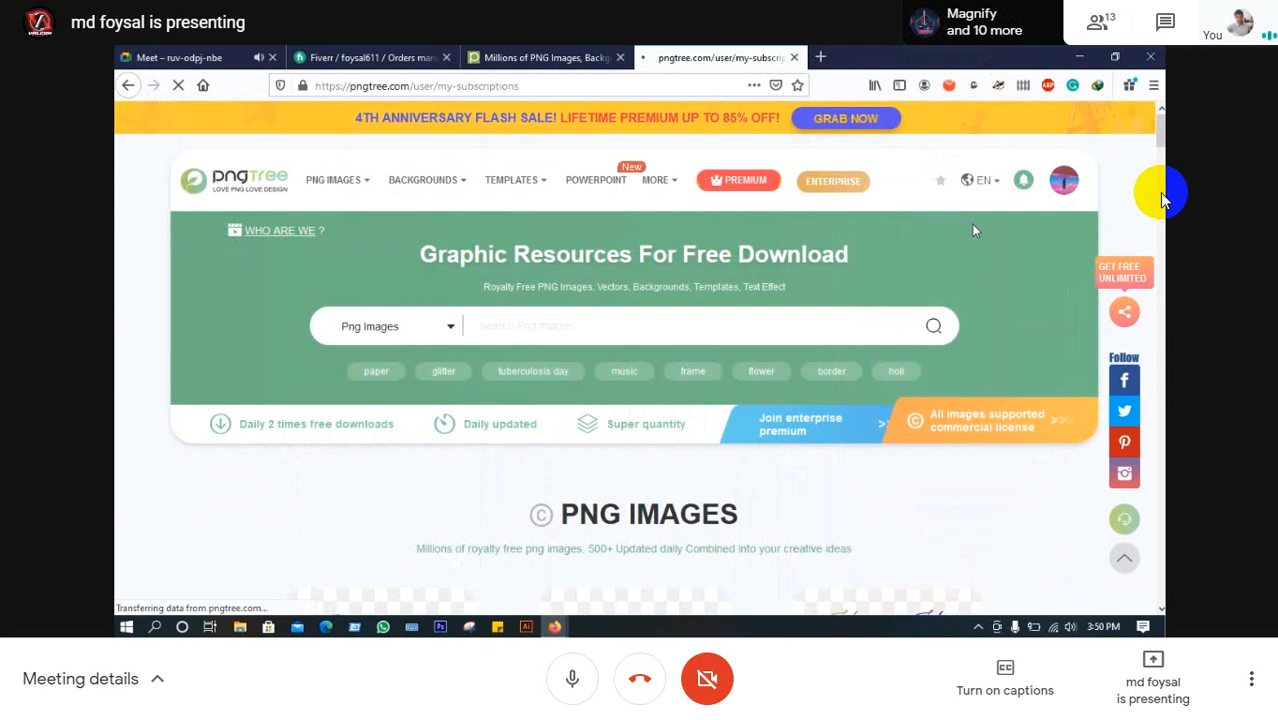 md foysal is presenting
Magnify
and 10 more
13
You
Meet – ruv-odpj-nbe
Fiverr / foysal611 / Orders man
Millions of PNG Images, Backg
pngtree.com/user/my-subscrip
https://pngtree.com/user/my-subscriptions
4TH ANNIVERSARY FLASH SALE! LIFETIME PREMIUM UP TO 85% OFF! GRAB NOW
pngtree
LOVE PNG LOVE DESIGN
PNG IMAGES
BACKGROUNDS
TEMPLATES
New
POWERPOINT
MORE
PREMIUM
ENTERPRISE
EN
WHO ARE WE ?
Graphic Resources For Free Download
Royalty Free PNG Images, Vectors, Backgrounds, Templates, Text Effect
Png Images
Search Png Images
paper
glitter
tuberculosis day
music
frame
flower
border
holi
GET FREE
UNLIMITED
Follow
Daily 2 times free downloads
Daily updated
Super quantity
Join enterprise
premium >>
All images supported
commercial license >>>
© PNG IMAGES
Millions of royalty free png images, 500+ Updated daily Combined into your creative ideas
Transferring data from pngtree.com...
3:50 PM
Meeting details
Turn on captions
md foysal
is presenting